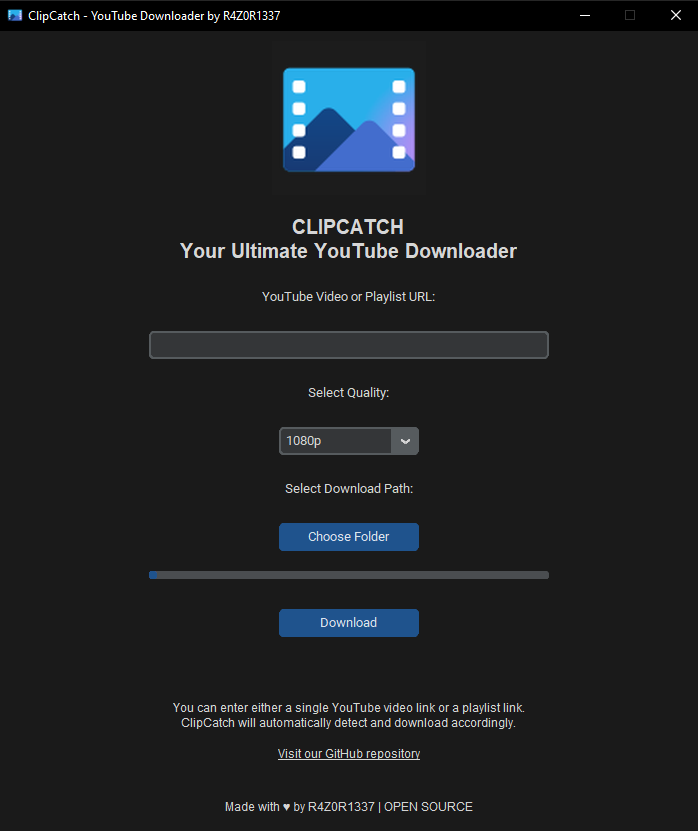 ClipCatch - YouTube Downloader by R4Z0R1337
CLIPCATCH
Your Ultimate YouTube Downloader
YouTube Video or Playlist URL:
Select Quality:
1080p
Select Download Path:
Choose Folder
Download
You can enter either a single YouTube video link or a playlist link.
ClipCatch will automatically detect and download accordingly.
Visit our GitHub repository
Made with ♥ by R4Z0R1337 | OPEN SOURCE